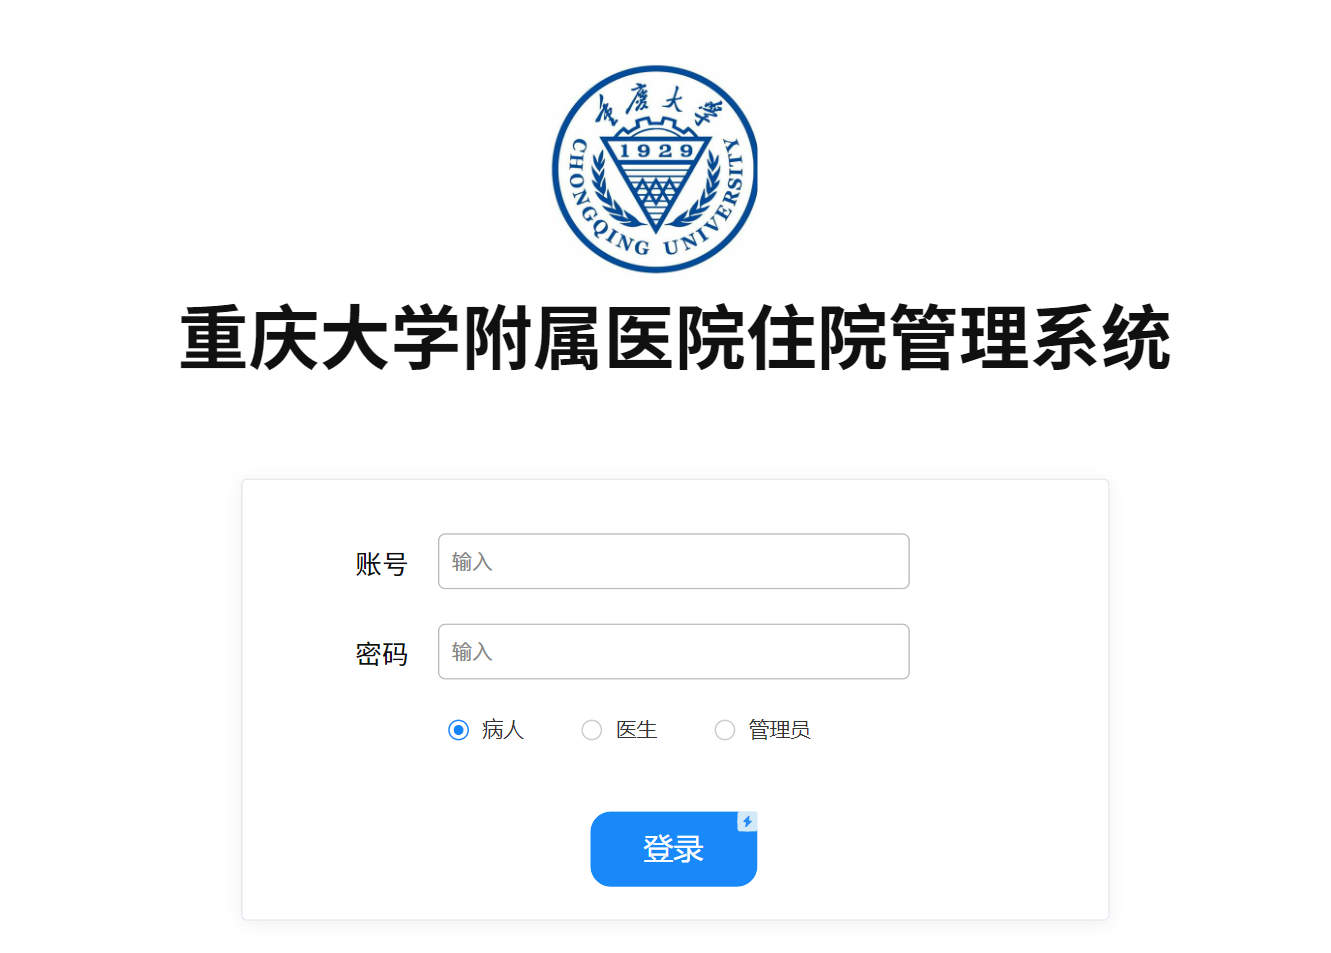 重庆大学
1929
CHONGQING UNIVERSITY
重庆大学附属医院住院管理系统
账号 输入
密码 输入
病人 医生 管理员
登录